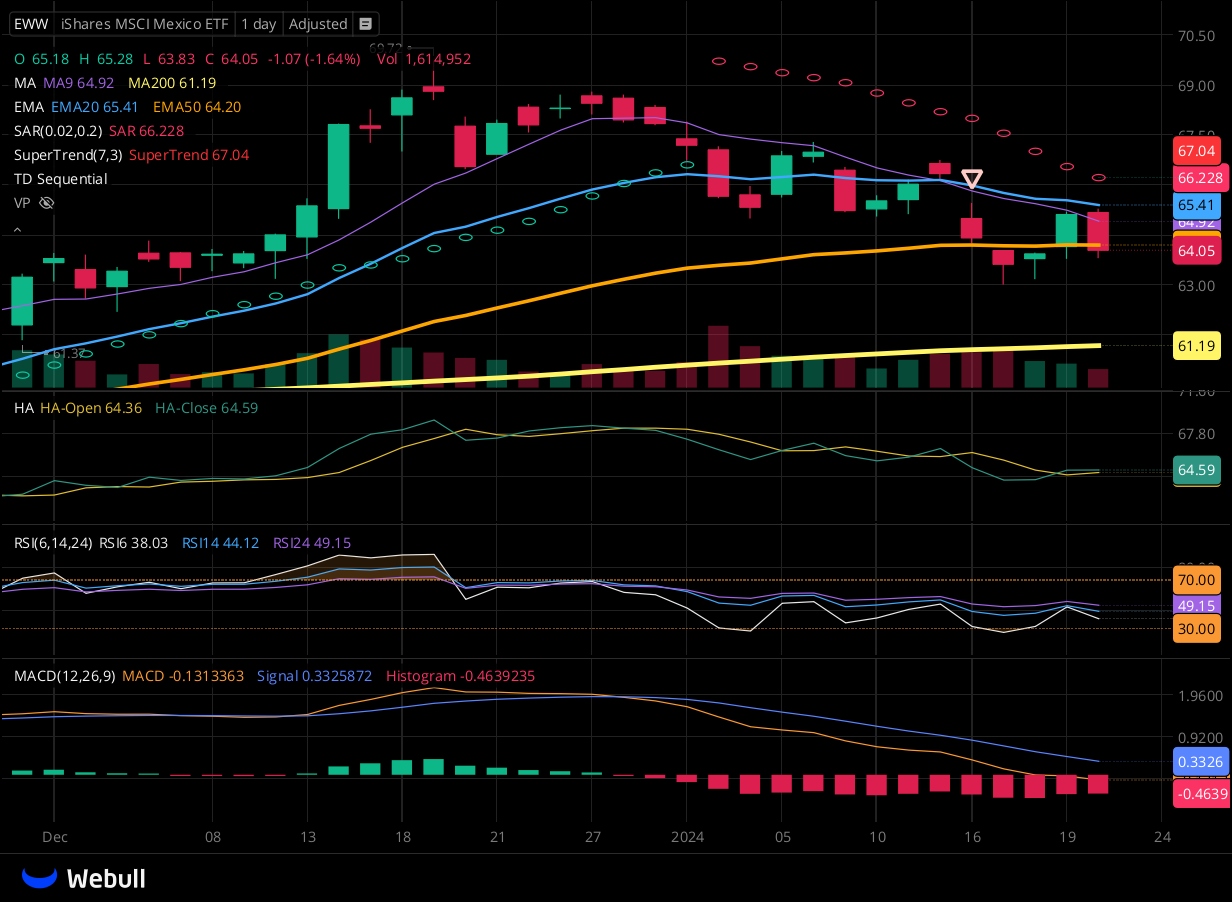 EWW iShares MSCI Mexico ETF 1 day Adjusted
70.50
O 65.18 H 65.28 L 63.83 C 64.05 -1.07 (-1.64%) Vol 1,614,952
MA MA9 64.92 MA200 61.19
69.00
EMA EMA20 65.41 EMA50 64.20
SAR(0.02,0.2) SAR 66.228
67.50
SuperTrend(7,3) SuperTrend 67.04
67.04
TD Sequential
66.228
VP
65.41
64.92
64.05
63.00
61.19
61.37
71.80
HA HA-Open 64.36 HA-Close 64.59
67.80
64.59
RSI(6,14,24) RSI6 38.03 RSI14 44.12 RSI24 49.15
70.00
49.15
30.00
MACD(12,26,9) MACD -0.1313363 Signal 0.3325872 Histogram -0.4639235
1.9600
0.9200
0.3326
-0.4639
Dec 08 13 18 21 27 2024 05 10 16 19 24
Webull